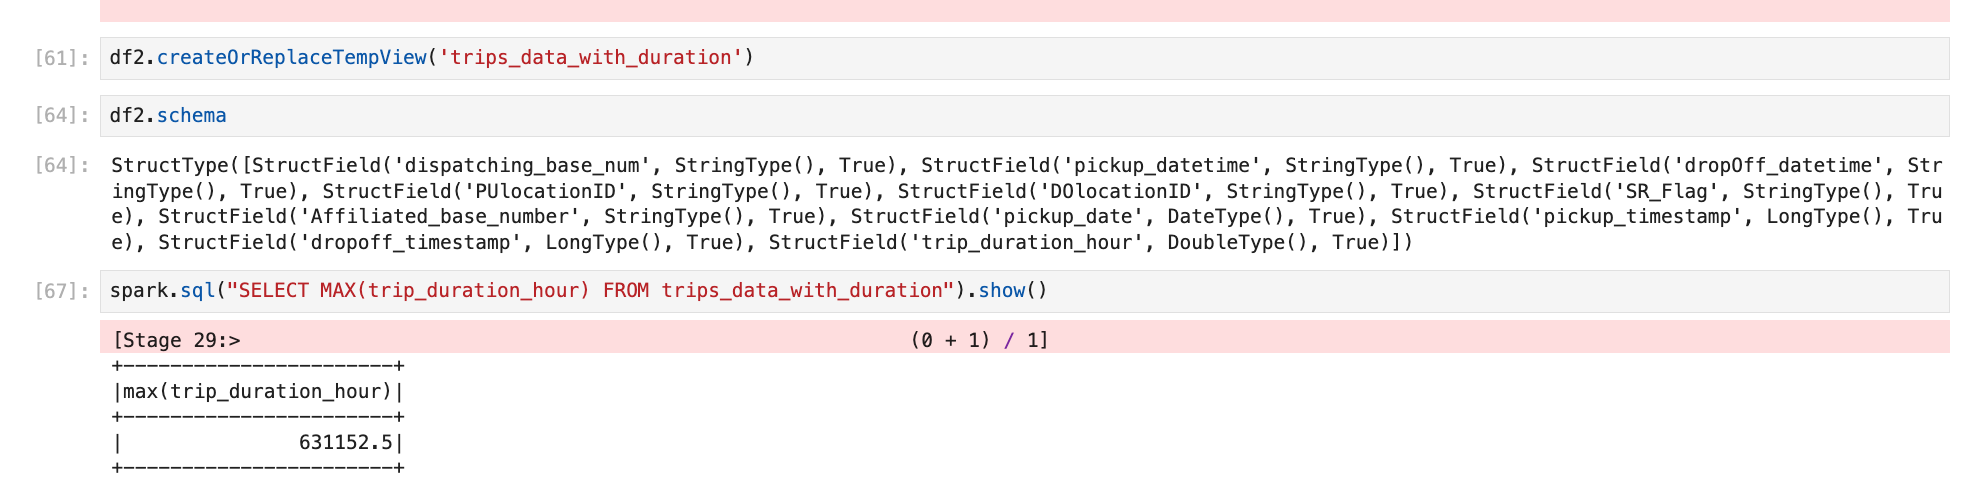 [61]: df2.createOrReplaceTempView('trips_data_with_duration')
[64]: df2.schema
[64]: StructType([StructField('dispatching_base_num', StringType(), True), StructField('pickup_datetime', StringType(), True), StructField('dropOff_datetime', Str
ingType(), True), StructField('PUlocationID', StringType(), True), StructField('DOlocationID', StringType(), True), StructField('SR_Flag', StringType(), Tru
e), StructField('Affiliated_base_number', StringType(), True), StructField('pickup_date', DateType(), True), StructField('pickup_timestamp', LongType(), Tru
e), StructField('dropoff_timestamp', LongType(), True), StructField('trip_duration_hour', DoubleType(), True)])
[67]: spark.sql("SELECT MAX(trip_duration_hour) FROM trips_data_with_duration").show()
[Stage 29:>                                                         (0 + 1) / 1]
+-----------------------+
|max(trip_duration_hour)|
+-----------------------+
|               631152.5|
+-----------------------+